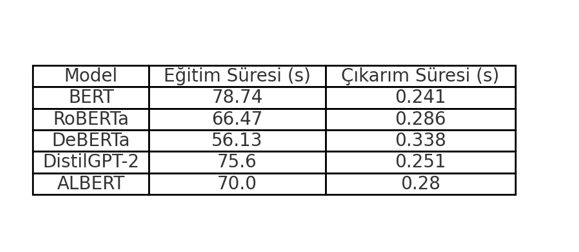 Model Eğitim Süresi (s) Çıkarım Süresi (s)
BERT 78.74 0.241
RoBERTa 66.47 0.286
DeBERTa 56.13 0.338
DistilGPT-2 75.6 0.251
ALBERT 70.0 0.28